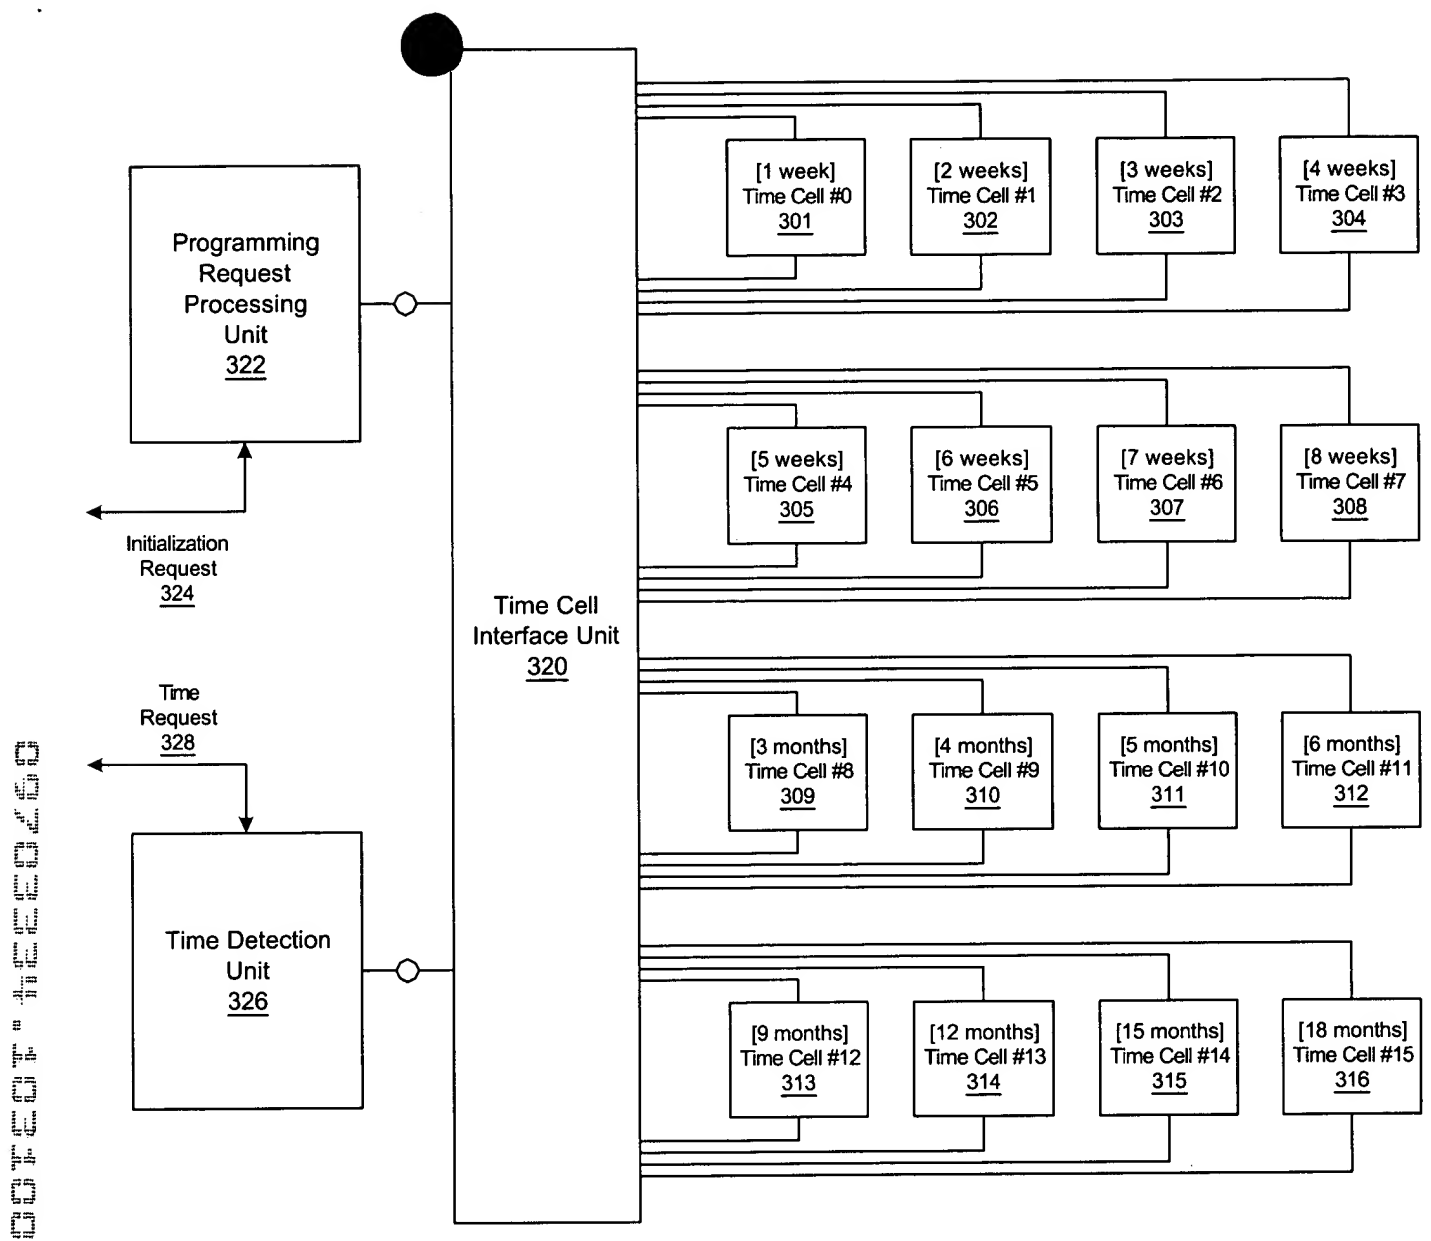 [1 week]
Time Cell #0
301
[2 weeks]
Time Cell #1
302
[3 weeks]
Time Cell #2
303
[4 weeks]
Time Cell #3
304
Programming
Request
Processing
Unit
322
Initialization
Request
324
[5 weeks]
Time Cell #4
305
[6 weeks]
Time Cell #5
306
[7 weeks]
Time Cell #6
307
[8 weeks]
Time Cell #7
308
Time Cell
Interface Unit
320
Time
Request
328
[3 months]
Time Cell #8
309
[4 months]
Time Cell #9
310
[5 months]
Time Cell #10
311
[6 months]
Time Cell #11
312
Time Detection
Unit
326
[9 months]
Time Cell #12
313
[12 months]
Time Cell #13
314
[15 months]
Time Cell #14
315
[18 months]
Time Cell #15
316